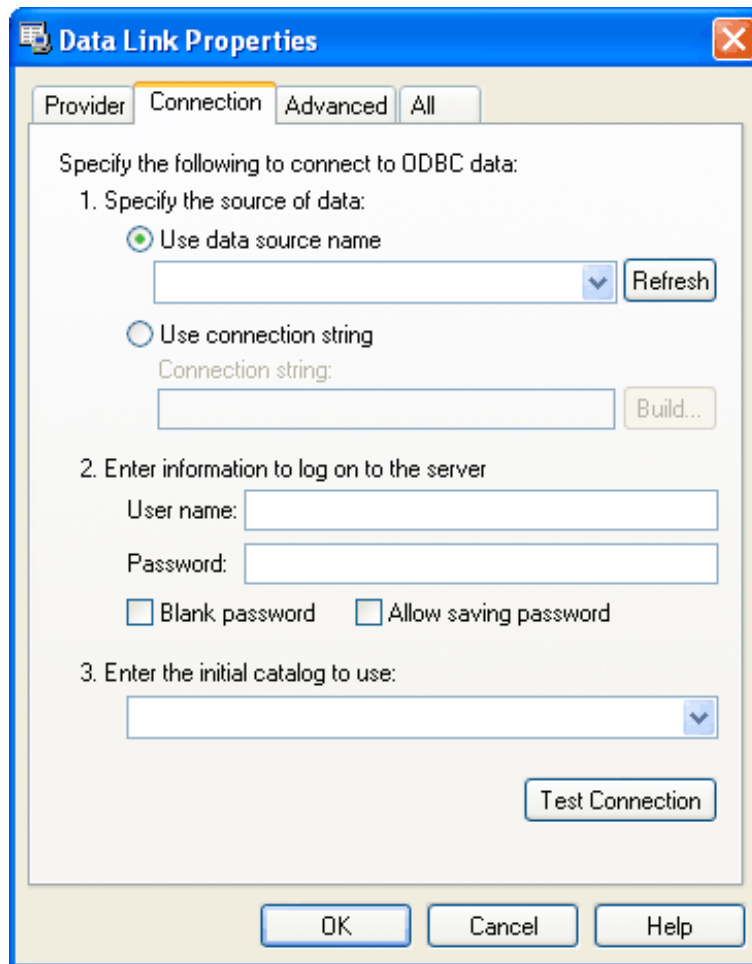 Data Link Properties
Provider Connection Advanced All
Specify the following to connect to ODBC data:
1. Specify the source of data:
Use data source name
Refresh
Use connection string
Connection string:
Build...
2. Enter information to log on to the server
User name:
Password:
Blank password Allow saving password
3. Enter the initial catalog to use:
Test Connection
OK Cancel Help